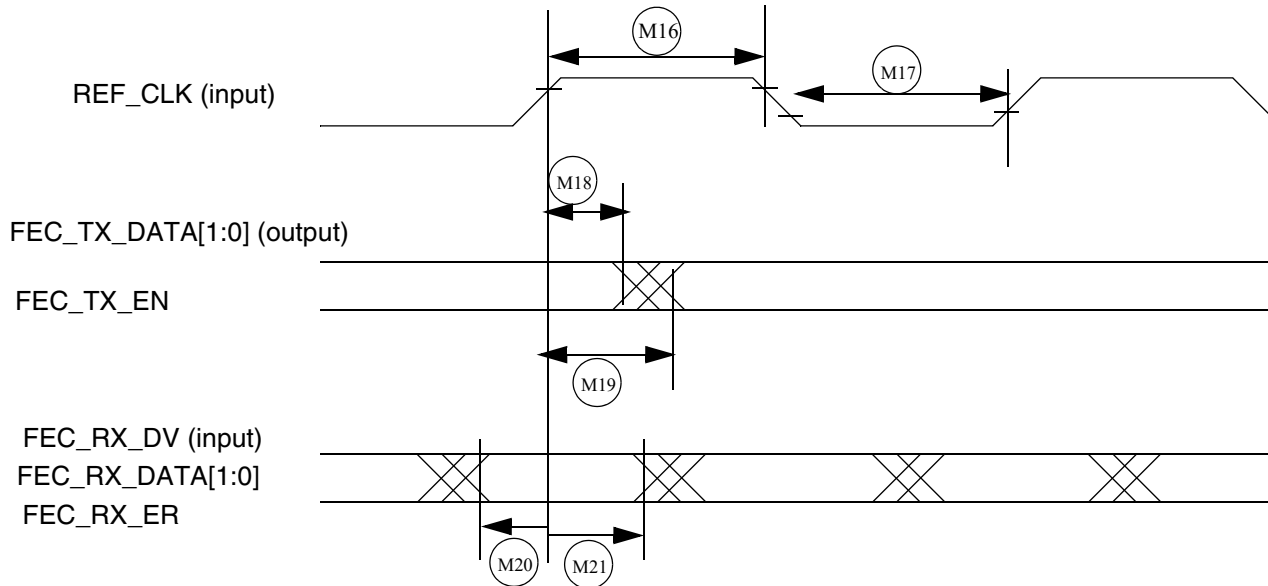 M16
M17
REF_CLK (input)
M18
FEC_TX_DATA[1:0] (output)
FEC_TX_EN
M19
FEC_RX_DV (input)
FEC_RX_DATA[1:0]
FEC_RX_ER
M20
M21